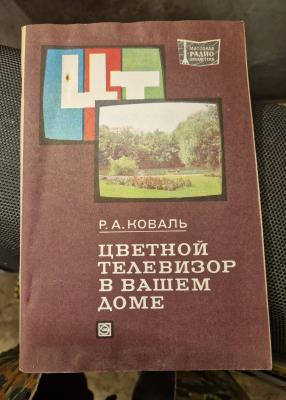 МАССОВАЯ
РАДИО
БИБЛИОТЕКА
ЦТ
Р.А.КОВАЛЬ
ЦВЕТНОЙ
ТЕЛЕВИЗОР
В ВАШЕМ
ДОМЕ